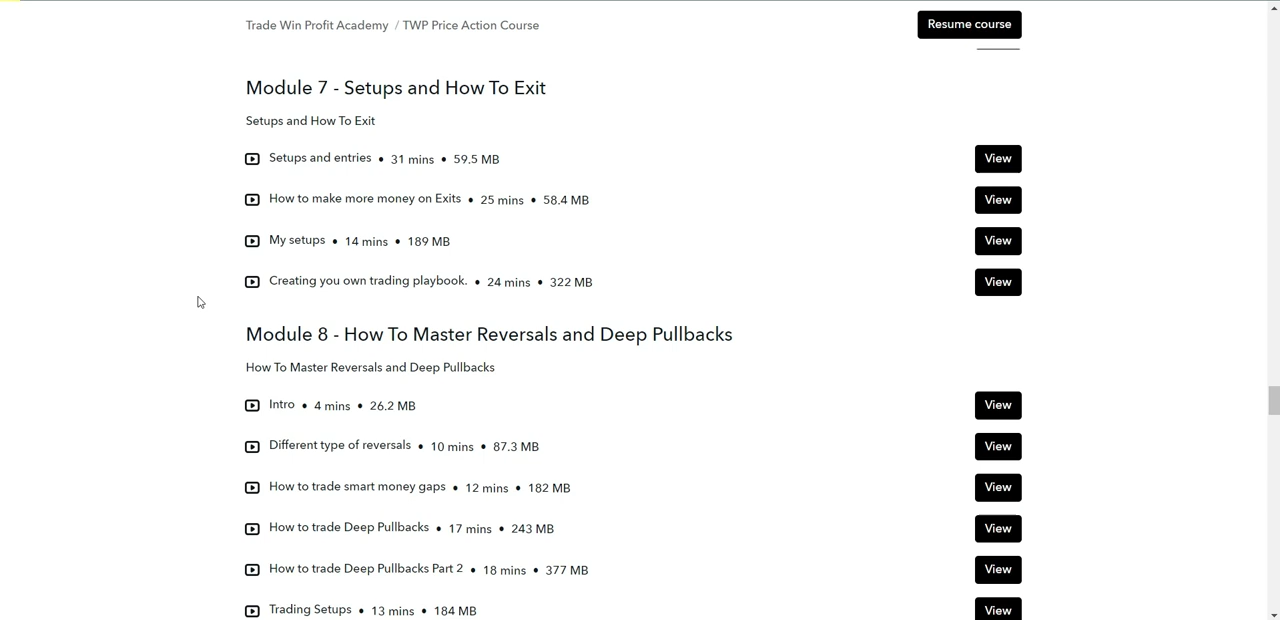 Trade Win Profit Academy / TWP Price Action Course
Resume course
Module 7 - Setups and How To Exit
Setups and How To Exit
Setups and entries • 31 mins • 59.5 MB View
How to make more money on Exits • 25 mins • 58.4 MB View
My setups • 14 mins • 189 MB View
Creating you own trading playbook. • 24 mins • 322 MB View
Module 8 - How To Master Reversals and Deep Pullbacks
How To Master Reversals and Deep Pullbacks
Intro • 4 mins • 26.2 MB View
Different type of reversals • 10 mins • 87.3 MB View
How to trade smart money gaps • 12 mins • 182 MB View
How to trade Deep Pullbacks • 17 mins • 243 MB View
How to trade Deep Pullbacks Part 2 • 18 mins • 377 MB View
Trading Setups • 13 mins • 184 MB View